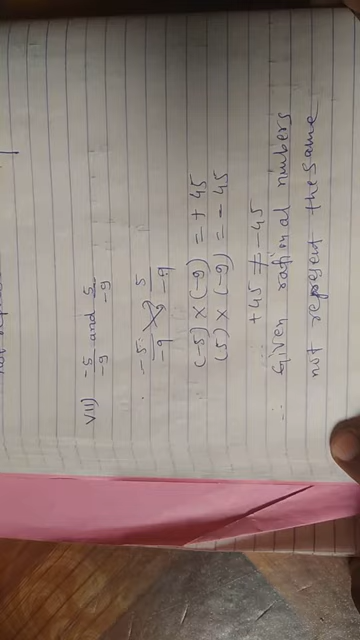 VII) -5/-9 and 5/-9
-5/-9 × 5/-9
(-5) × (-9) = +45
(5) × (-9) = -45
+45 ≠ -45
∴ Given rational numbers
not represent the same